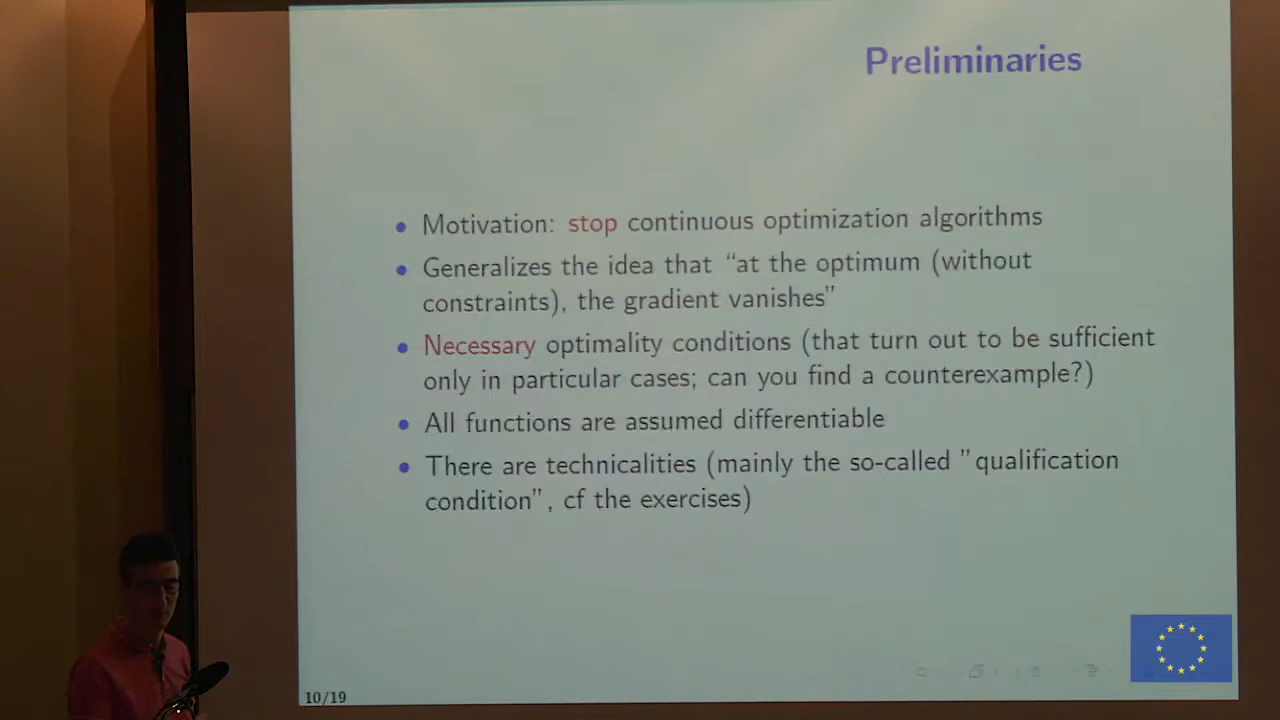 Preliminaries
• Motivation: stop continuous optimization algorithms
• Generalizes the idea that “at the optimum (without
constraints), the gradient vanishes”
• Necessary optimality conditions (that turn out to be sufficient
only in particular cases; can you find a counterexample?)
• All functions are assumed differentiable
• There are technicalities (mainly the so-called ”qualification
condition”, cf the exercises)
10/19